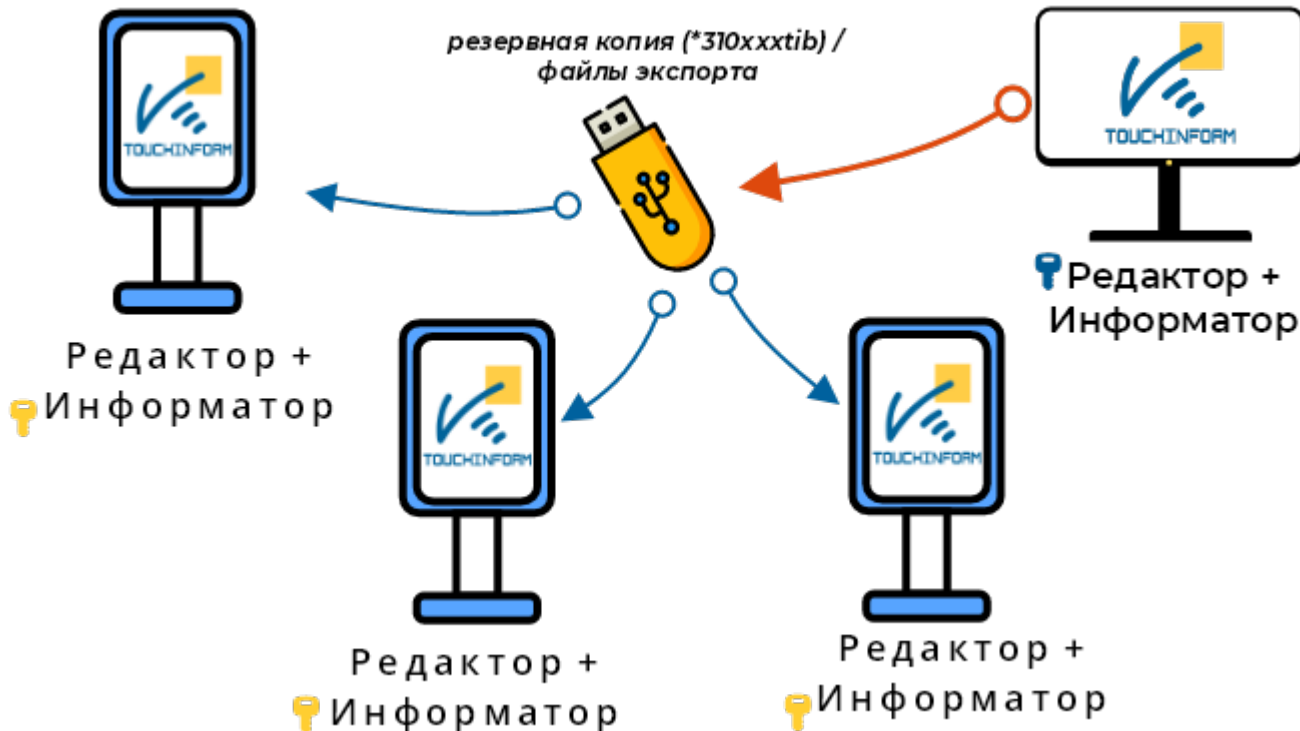 резервная копия (*310xxxtib) /
файлы экспорта
TOUCHINFORM
TOUCHINFORM
Редактор +
Информатор
Редактор +
Информатор
TOUCHINFORM
TOUCHINFORM
Редактор +
Информатор
Редактор +
Информатор